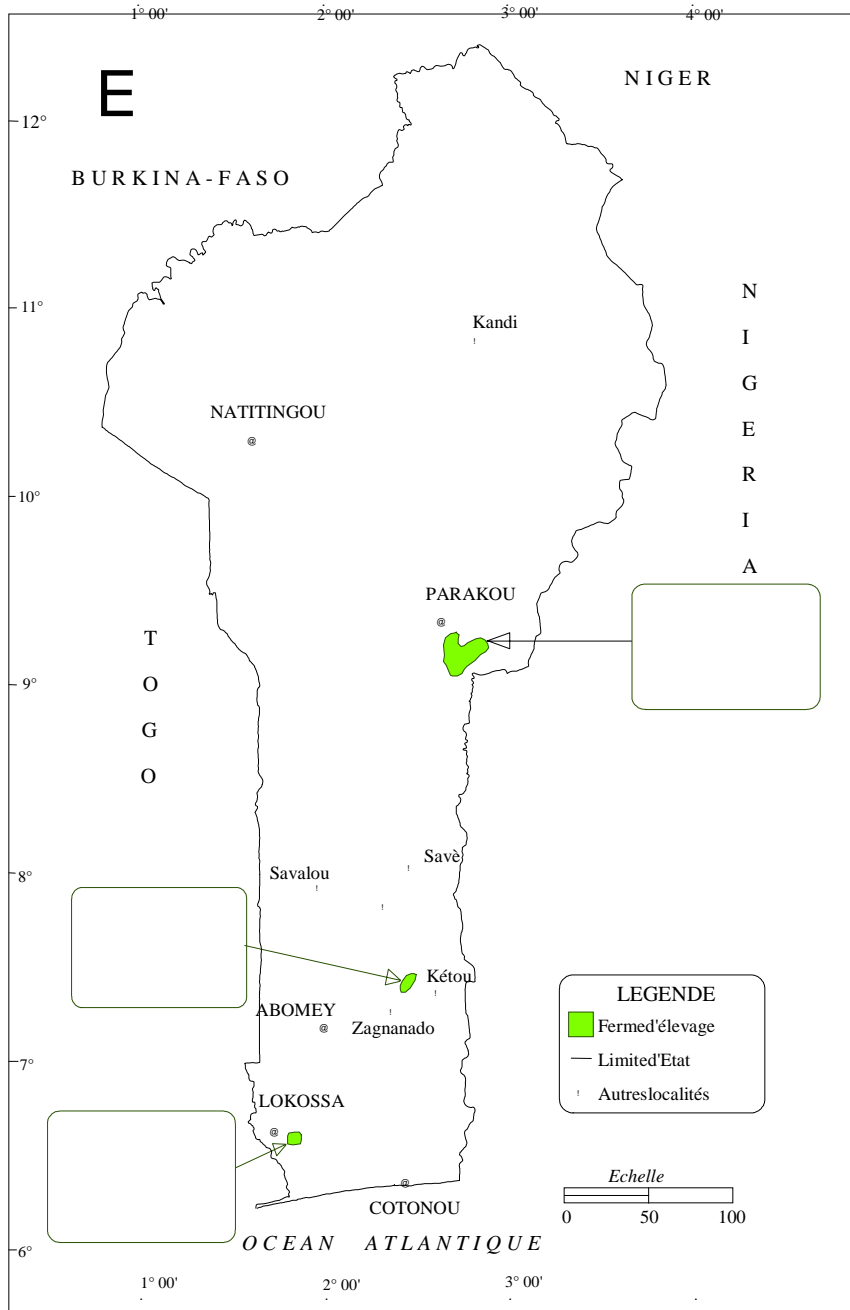 1° 00'
2° 00'
3° 00'
4° 00'
E
NIGER
12°
BURKINA-FASO
11°
NIGERIA
Kandi
NATITINGOU
10°
PARAKOU
TOGO
9°
Savè
8°
Savalou
Kétou
ABOMEY
Zagnanado
LEGENDE
Fermed'élevage
Limited'Etat
Autreslocalités
7°
LOKOSSA
Echelle
0 50 100
COTONOU
OCEAN ATLANTIQUE
6°
1° 00'
2° 00'
3° 00'